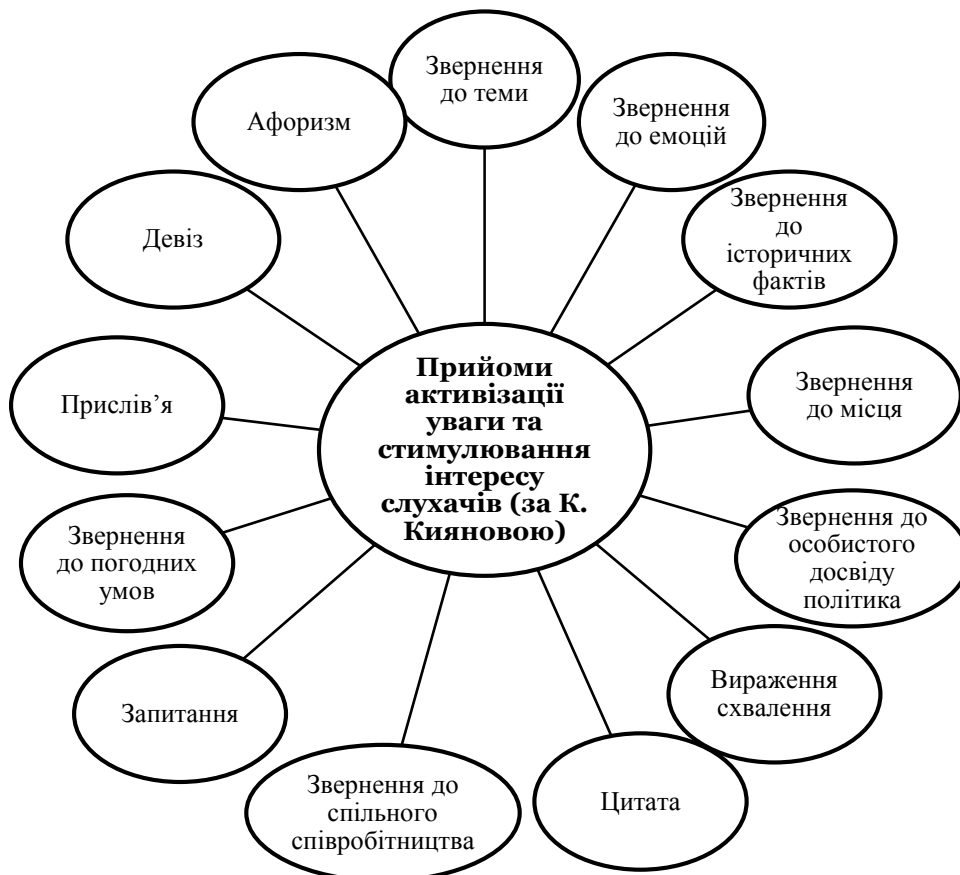 Звернення
до теми
Звернення
до емоцій
Звернення
до
історичних
фактів
Звернення
до місця
Звернення до
особистого
досвіду
політика
Вираження
схвалення
Цитата
Звернення до
спільного
співробітництва
Запитання
Звернення
до погодних
умов
Прислів’я
Девіз
Афоризм
Прийоми
активізації
уваги та
стимулювання
інтересу
слухачів (за К.
Кияновою)